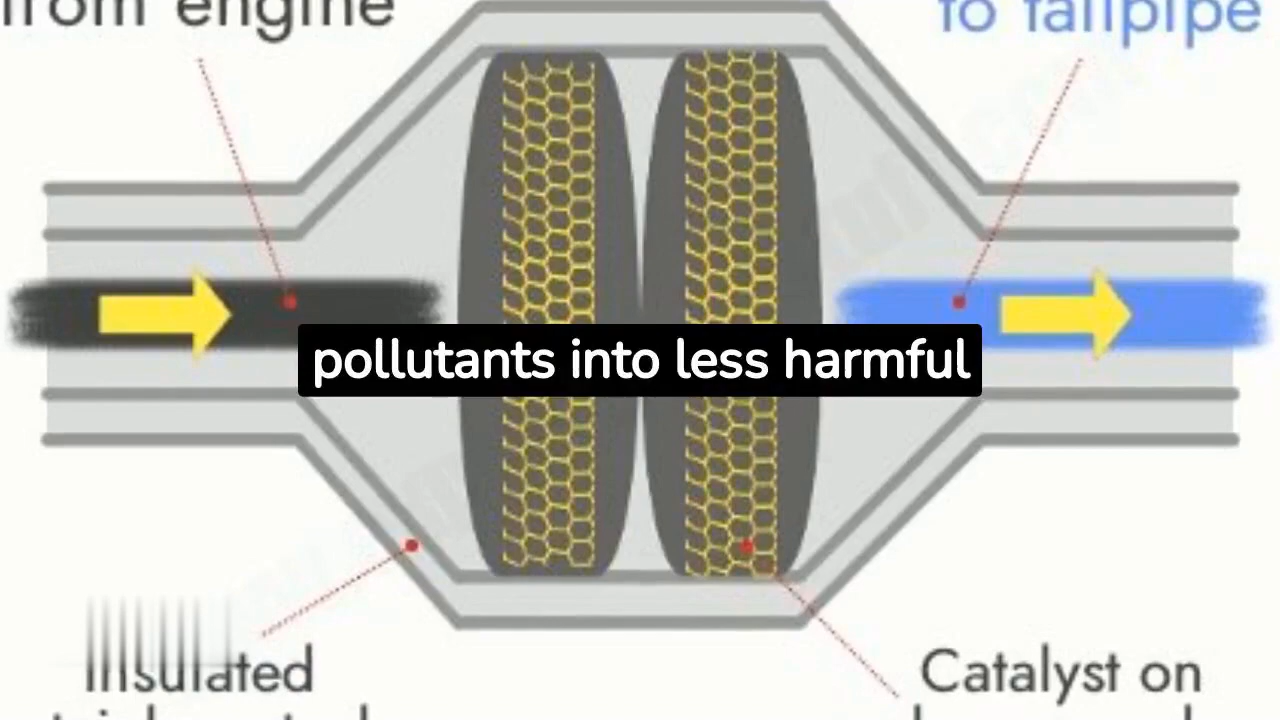 from engine
to tailpipe
pollutants into less harmful
Insulated
Catalyst on